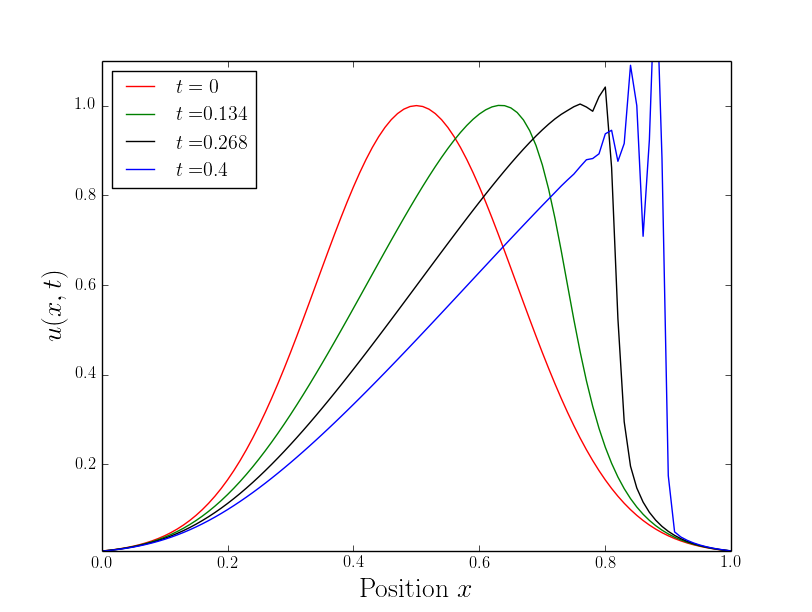 t = 0
t =0.134
t =0.268
t =0.4
1.0
0.8
0.6
0.4
0.2
u(x, t)
0.0 0.2 0.4 0.6 0.8 1.0
Position x